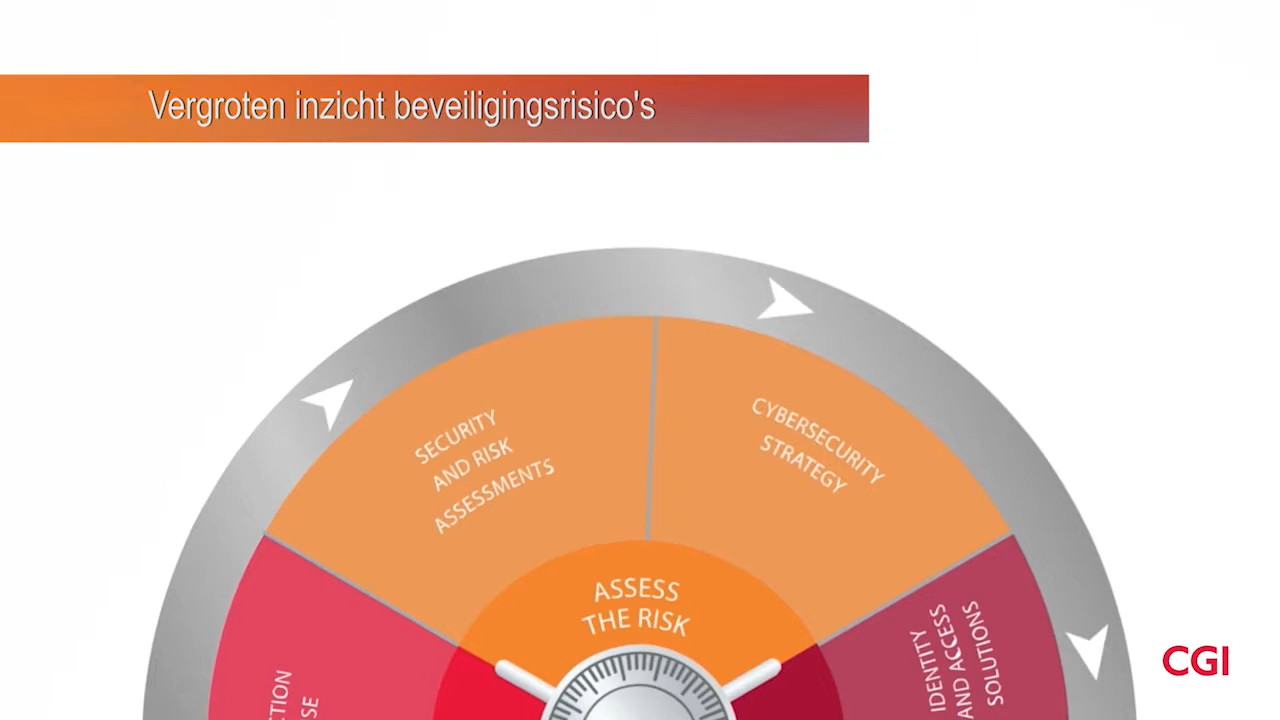 Vergroten inzicht beveiligingsrisico's
SECURITY
AND RISK
ASSESSMENTS
CYBERSECURITY
STRATEGY
ASSESS
THE RISK
IDENTITY
AND ACCESS
SOLUTIONS
CGI